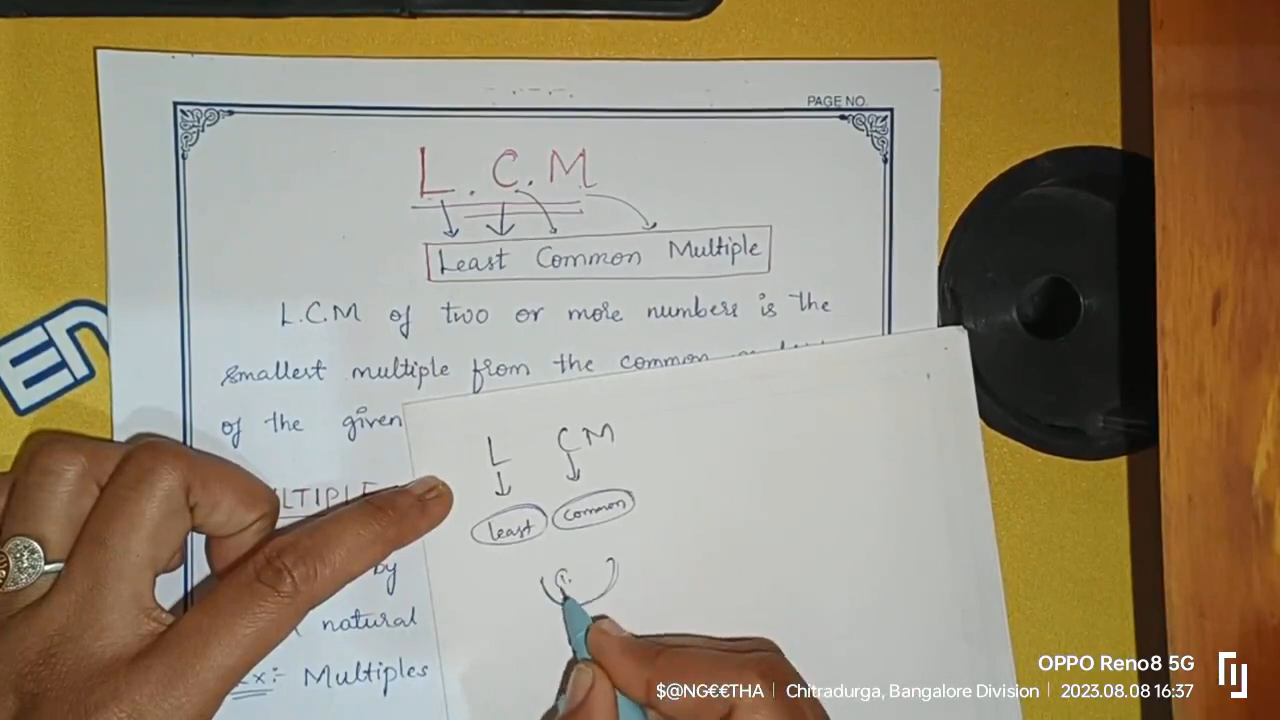 PAGE NO.
L.C.M
Least Common Multiple
L.C.M of two or more numbers is the
smallest multiple from the common
of the given
L CM
least common
by
natural
Ex:- Multiples
EN
OPPO Reno8 5G
$@NG€€THA | Chitradurga, Bangalore Division | 2023.08.08 16:37